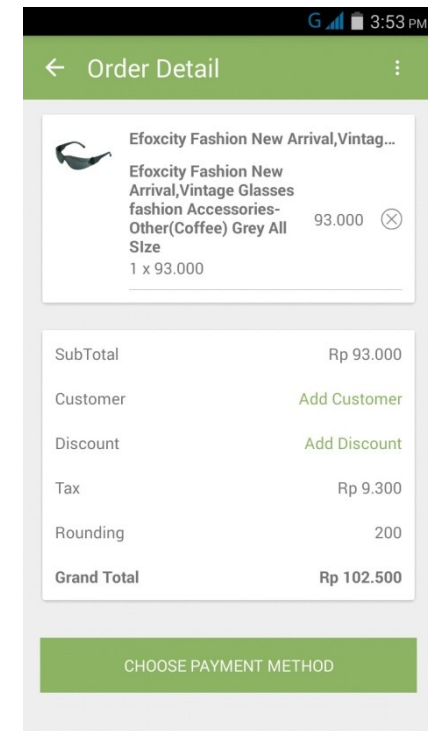 G 3:53 PM
Order Detail
Efoxcity Fashion New Arrival,Vintag...
Efoxcity Fashion New
Arrival,Vintage Glasses
fashion Accessories-
Other(Coffee) Grey All
SIze
93.000
1 x 93.000
SubTotal Rp 93.000
Customer Add Customer
Discount Add Discount
Tax Rp 9.300
Rounding 200
Grand Total Rp 102.500
CHOOSE PAYMENT METHOD